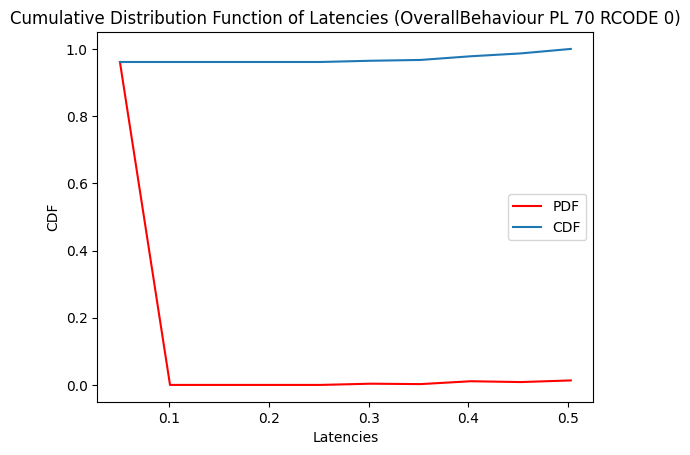 Cumulative Distribution Function of Latencies (OverallBehaviour PL 70 RCODE 0)
1.0
0.8
0.6
0.4
0.2
0.0
CDF
PDF
CDF
0.1
0.2
0.3
0.4
0.5
Latencies